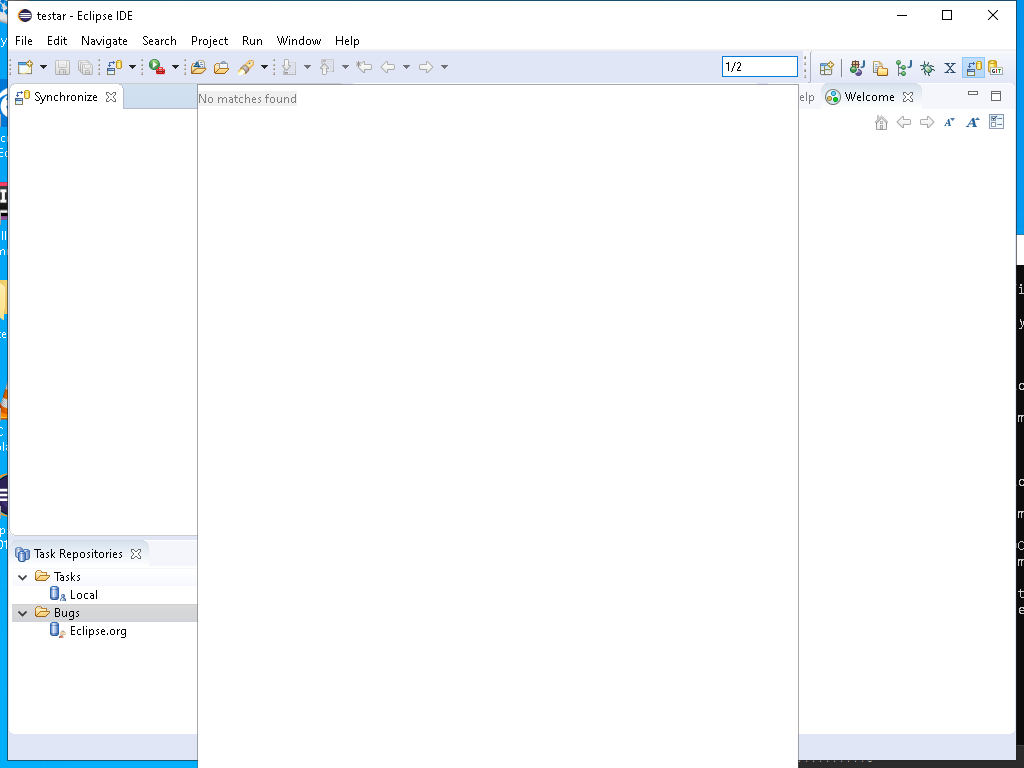 testar - Eclipse IDE
File Edit Navigate Search Project Run Window Help
1/2
Synchronize
No matches found
elp
Welcome
Task Repositories
Tasks
Local
Bugs
Eclipse.org